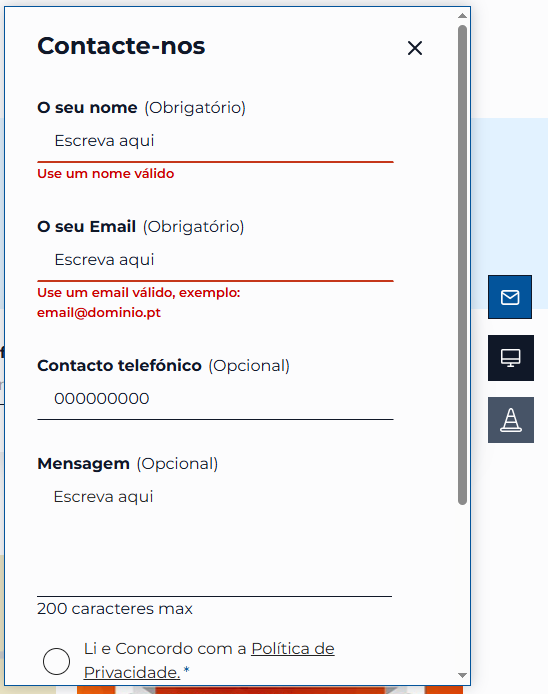 Contacte-nos
O seu nome (Obrigatório)
Escreva aqui
Use um nome válido
O seu Email (Obrigatório)
Escreva aqui
Use um email válido, exemplo:
email@dominio.pt
Contacto telefónico (Opcional)
000000000
Mensagem (Opcional)
Escreva aqui
200 caracteres max
Li e Concordo com a Política de
Privacidade. *